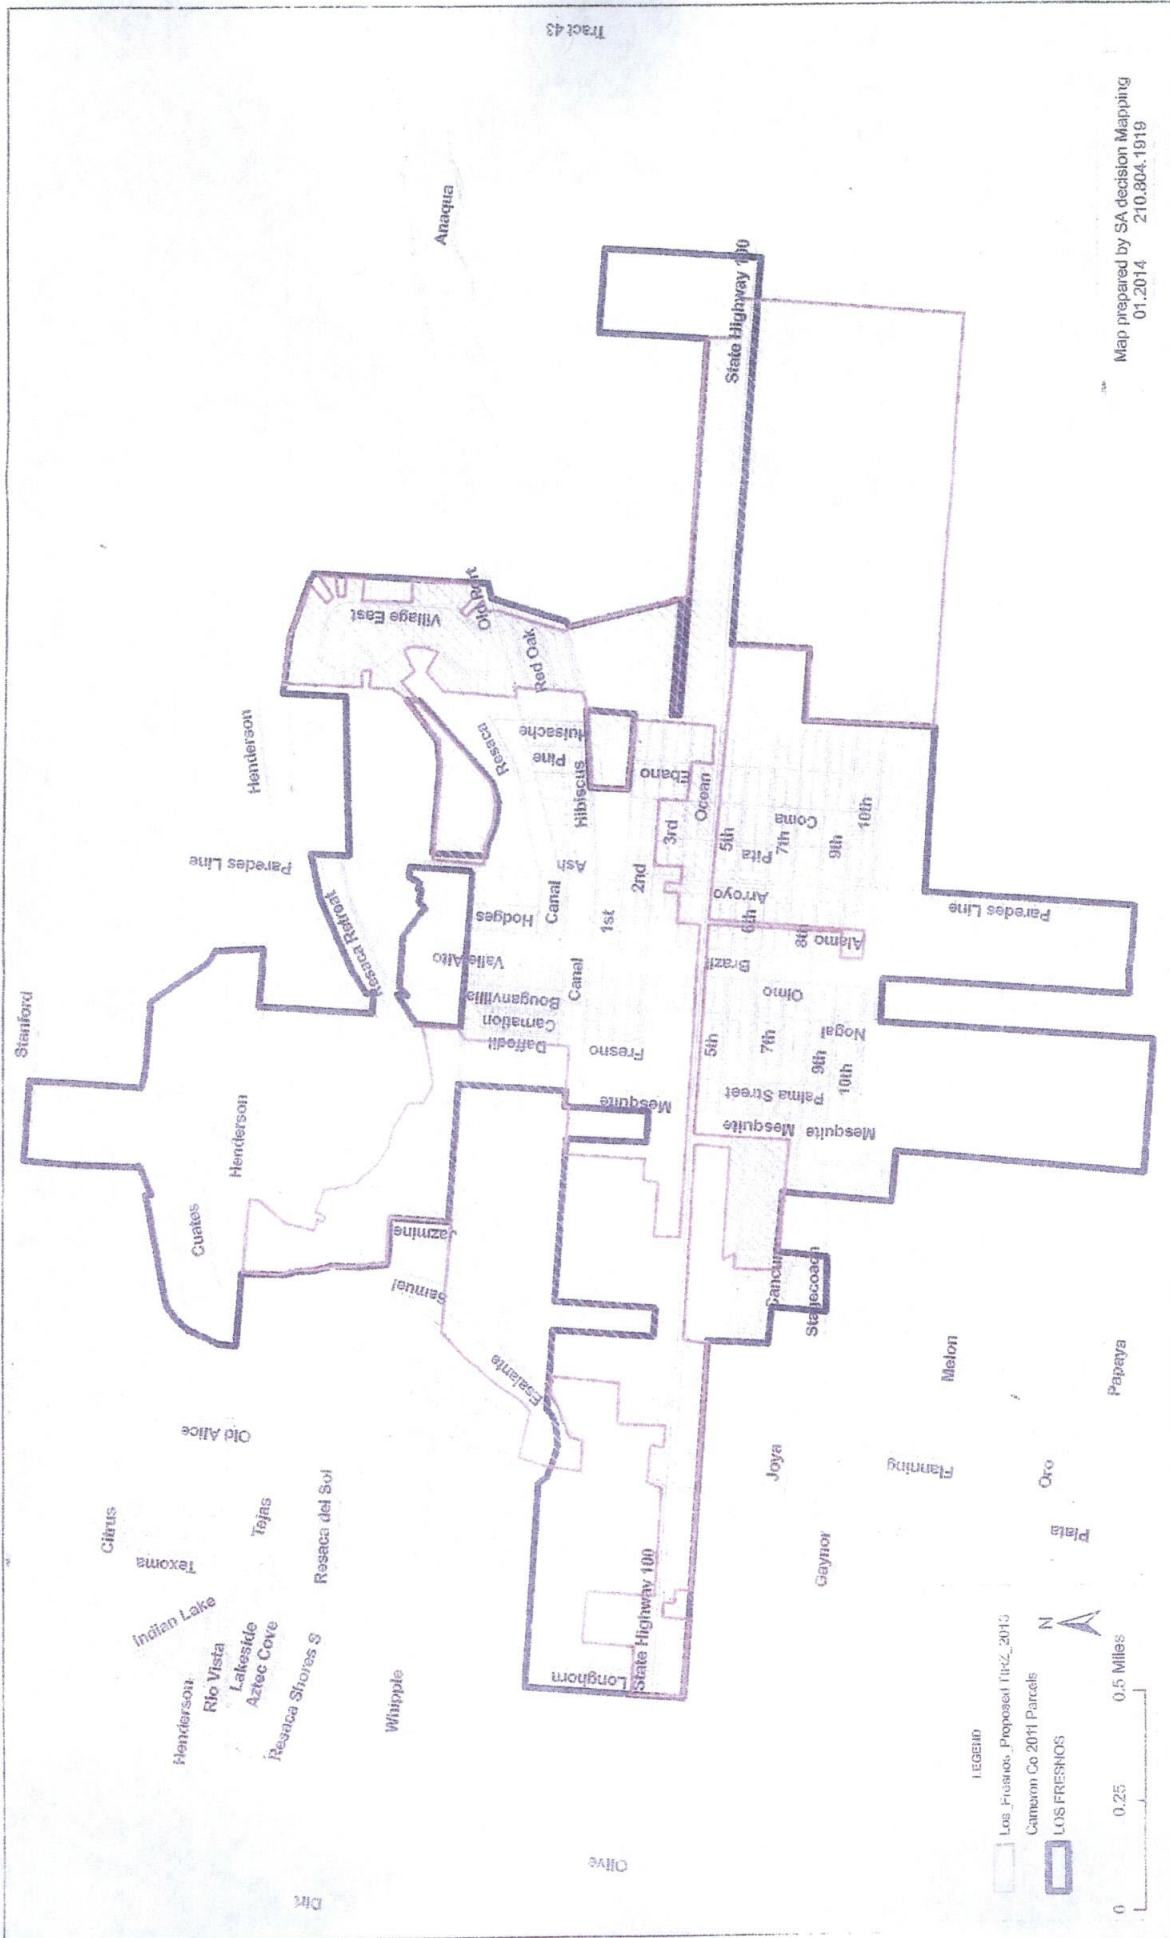 Tract 43
Anaqua
State Highway 100
Village East
Old Port
Red Oak
Henderson
Paredes Line
Resaca
Huisache
Pine
Hibiscus
Ebano
Ocean
3rd
5th
Pita
7th
Coma
9th
10th
Ash
2nd
Arroyo
6th
8th
Alamo
Paredes Line
Resaca Retreat
Hodges
Canal
1st
Valle Alto
Bouganvillia
Canal
Carnation
Daffodil
Fresno
Brazil
Olmo
Nogal
5th
7th
9th
10th
Palma Street
Mesquite
Mesquite
Mesquite
Stanford
Henderson
Cuates
Jazmine
Samuel
Escalante
Cancun
Stagecoach
Melon
Papaya
Old Alice
Citrus
Texoma
Tejas
Resaca del Sol
Indian Lake
Rio Vista
Lakeside
Aztec Cove
Henderson
Resaca Shores S
Whipple
Longhorn
State Highway 100
Joya
Flanning
Gaynor
Oro
Plata
Olive
Dirt
LEGEND
Los_Fresnos_Proposed TIRZ_2013
Cameron Co 2011 Parcels
LOS FRESNOS
N
0 0.25 0.5 Miles
Map prepared by SA decision Mapping
01.2014 210.804.1919